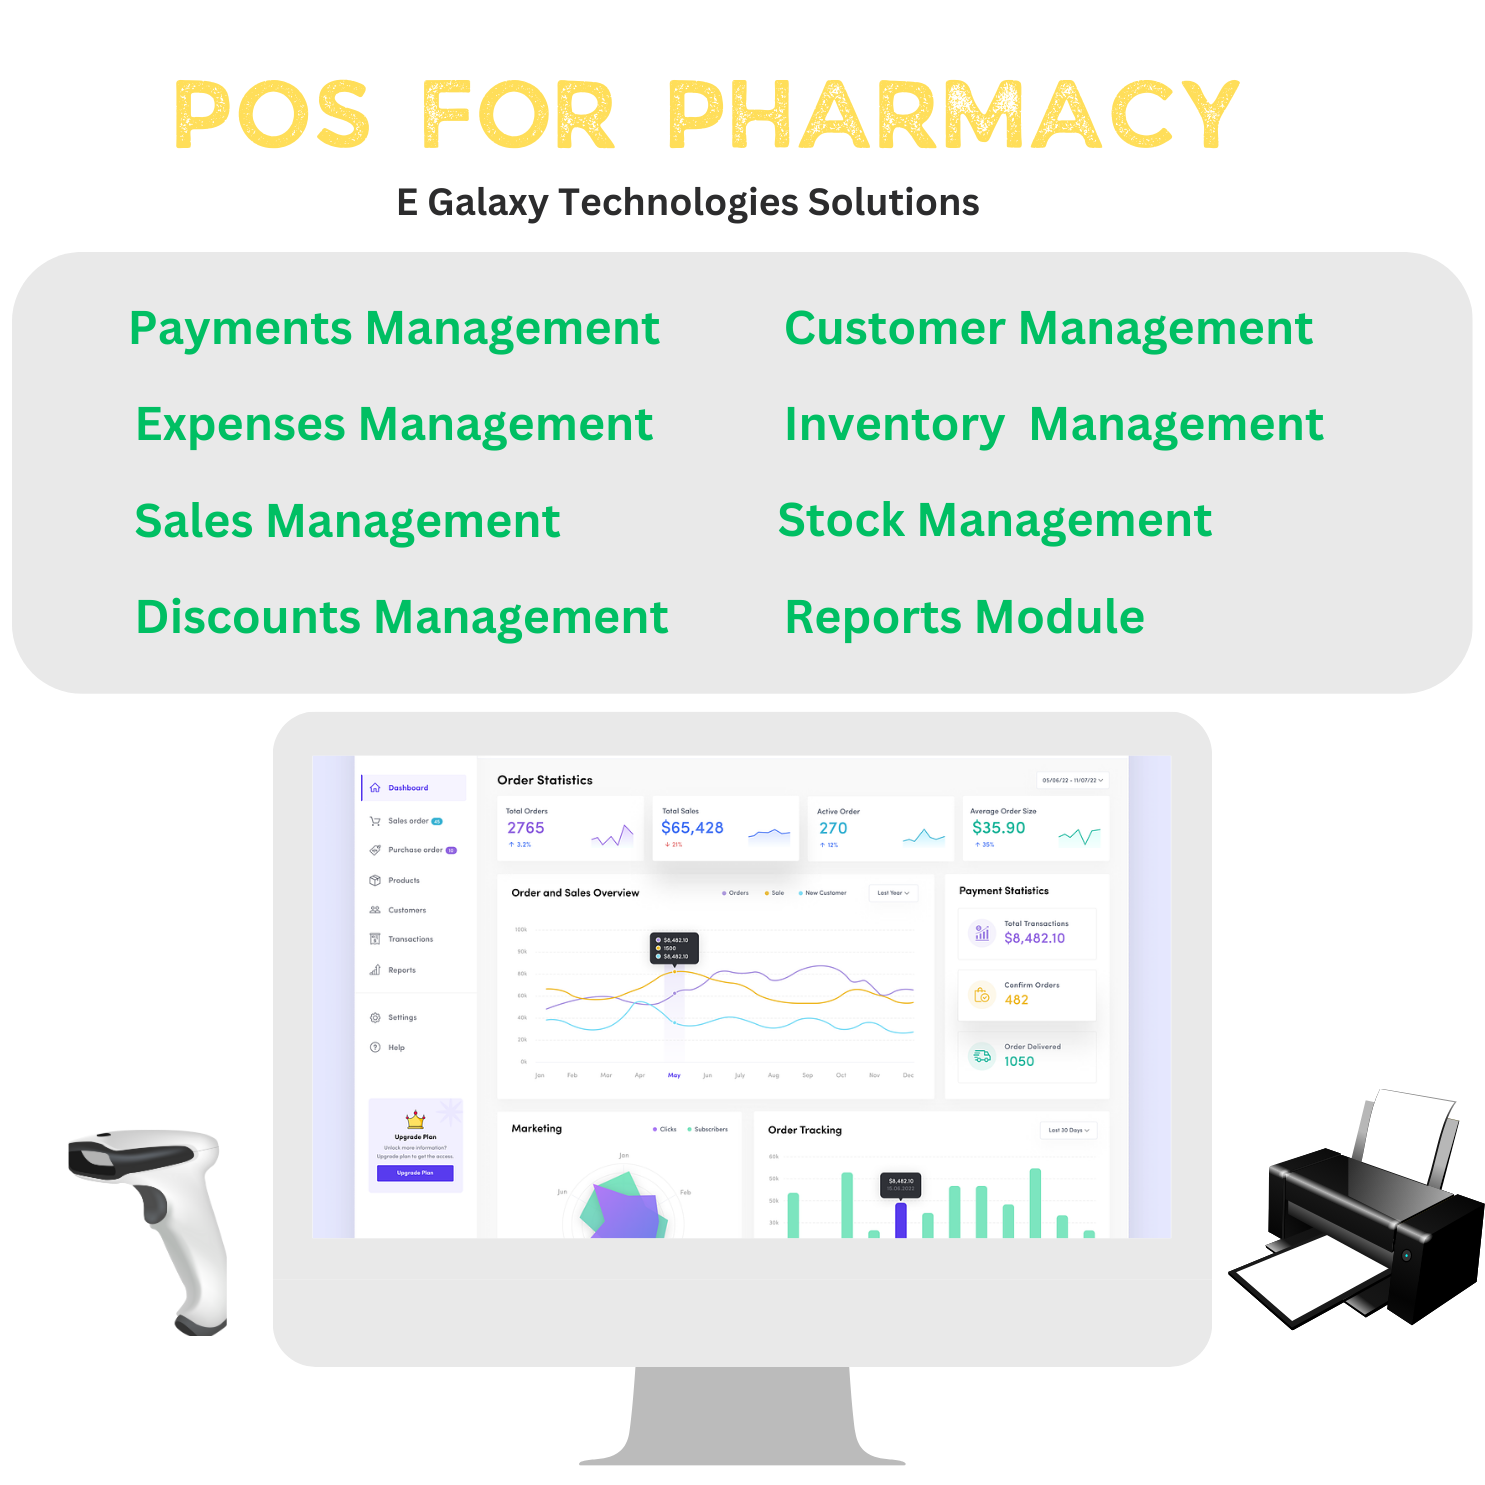 POS FOR PHARMACY
E Galaxy Technologies Solutions
Payments Management
Customer Management
Expenses Management
Inventory Management
Sales Management
Stock Management
Discounts Management
Reports Module
Dashboard
Sales order
Purchase order
Products
Customers
Transactions
Reports
Settings
Help
Upgrade Plan
Unlock more information?
Upgrade plan to get the access.
Upgrade Plan
Order Statistics
05/06/22 - 11/07/22
Total Orders
2765
↑ 3.2%
Total Sales
$65,428
↓ 21%
Active Order
270
↑ 12%
Average Order Size
$35.90
↑ 35%
Order and Sales Overview
Orders
Sale
New Customer
Last Year
100k
90k
80k
60k
40k
20k
0k
$8,482.10
1500
$8,482.10
Jan
Feb
Mar
Apr
May
Jun
July
Aug
Sep
Oct
Nov
Dec
Payment Statistics
Total Transactions
$8,482.10
Confirm Orders
482
Order Delivered
1050
Marketing
Clicks
Subscribers
Jan
Jun
Feb
Order Tracking
Last 30 Days
$8,482.10
50k
30k